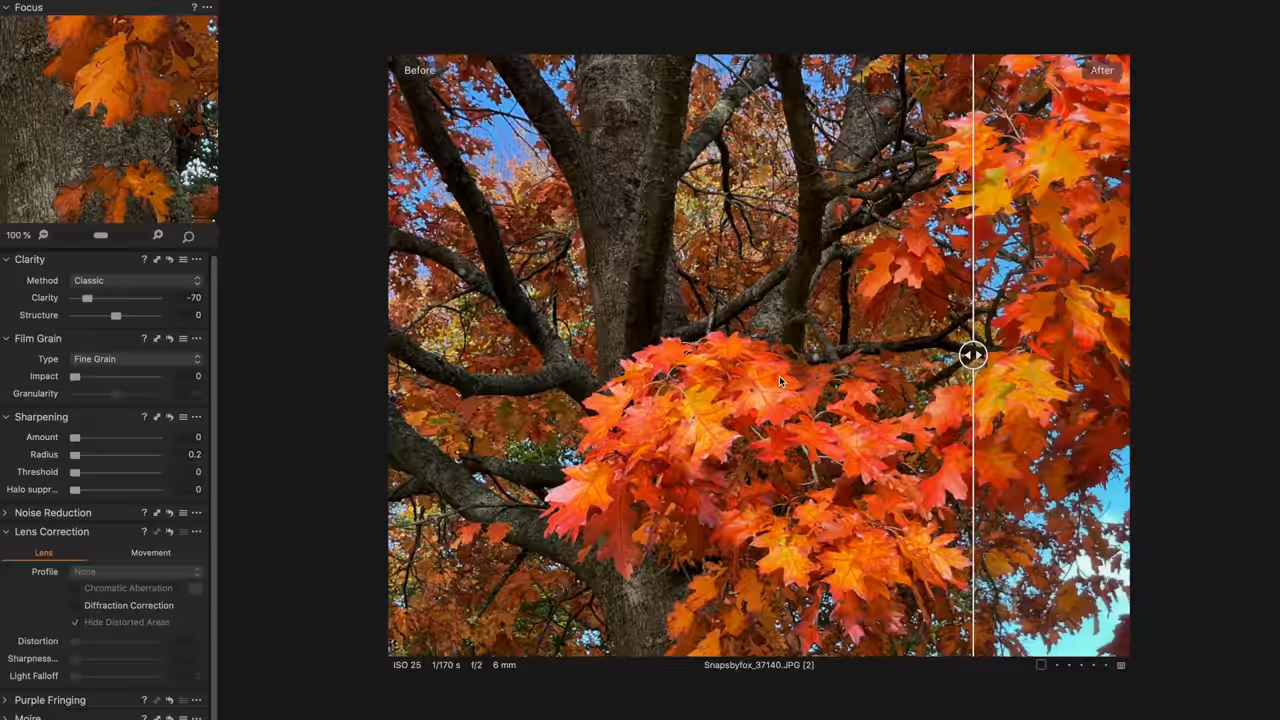 Focus ? ...
100 %
Clarity ? ...
Method Classic
Clarity -70
Structure 0
Film Grain ? ...
Type Fine Grain
Impact 0
Granularity
Sharpening ? ...
Amount 0
Radius 0.2
Threshold 0
Halo suppr... 0
Noise Reduction ? ...
Lens Correction ? ...
Lens Movement
Profile None
Chromatic Aberration
Diffraction Correction
Hide Distorted Areas
Distortion
Sharpness...
Light Falloff
Purple Fringing ? ...
Moire
Before
After
ISO 25 1/170 s f/2 6 mm
Snapsbyfox_37140.JPG [2]